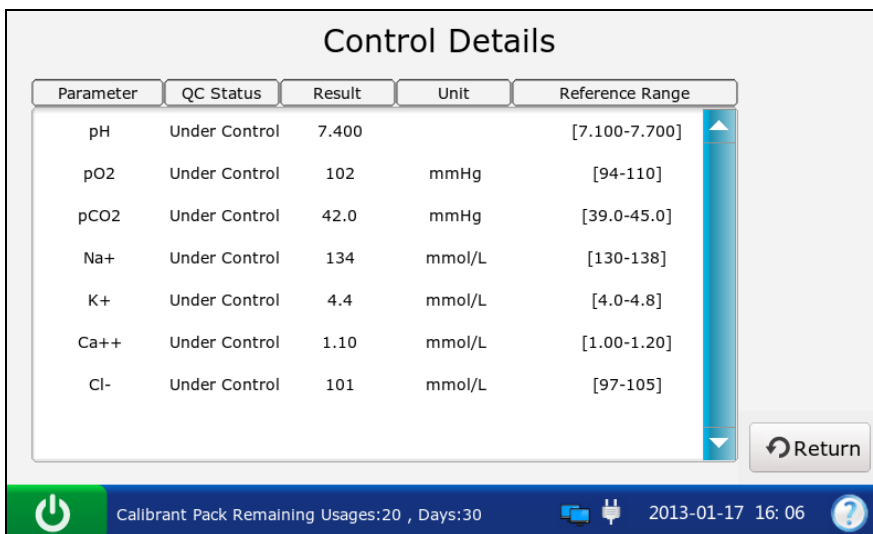 Control Details
Parameter QC Status Result Unit Reference Range
pH Under Control 7.400 [7.100-7.700]
pO2 Under Control 102 mmHg [94-110]
pCO2 Under Control 42.0 mmHg [39.0-45.0]
Na+ Under Control 134 mmol/L [130-138]
K+ Under Control 4.4 mmol/L [4.0-4.8]
Ca++ Under Control 1.10 mmol/L [1.00-1.20]
Cl- Under Control 101 mmol/L [97-105]
Return
Calibrant Pack Remaining Usages:20 , Days:30 2013-01-17 16: 06 ?